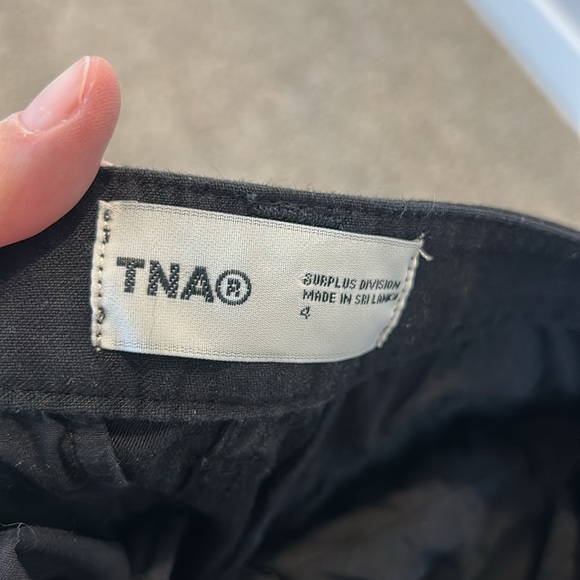 TNA®
SURPLUS DIVISION
MADE IN SRI LANKA
4